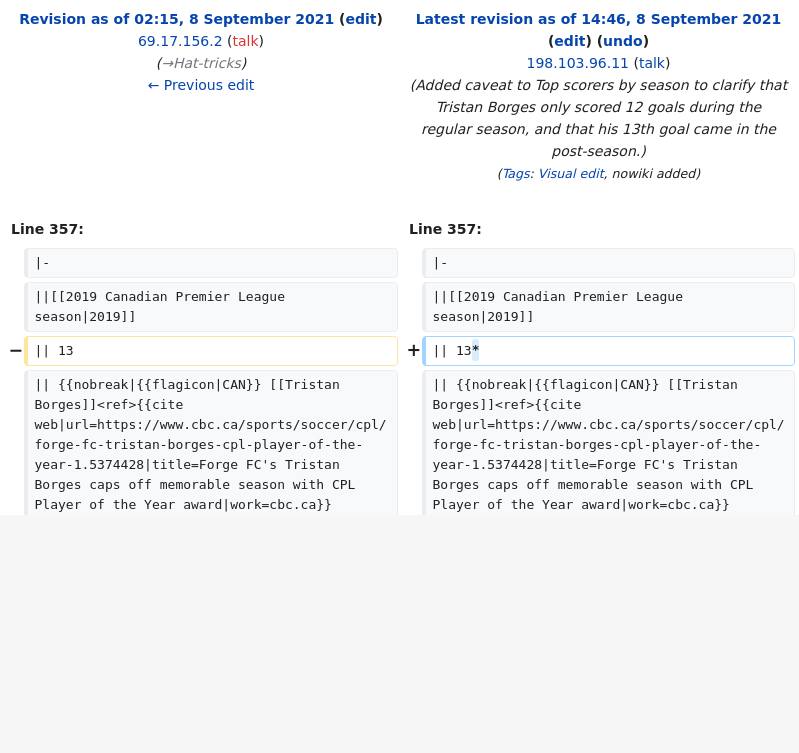 Revision as of 02:15, 8 September 2021 (edit)
69.17.156.2 (talk)
(→Hat-tricks)
← Previous edit
Latest revision as of 14:46, 8 September 2021
(edit) (undo)
198.103.96.11 (talk)
(Added caveat to Top scorers by season to clarify that
Tristan Borges only scored 12 goals during the
regular season, and that his 13th goal came in the
post-season.)
(Tags: Visual edit, nowiki added)
Line 357:
|-
||[[2019 Canadian Premier League
season|2019]]
− || 13
|| {{nobreak|{{flagicon|CAN}} [[Tristan
Borges]]<ref>{{cite
web|url=https://www.cbc.ca/sports/soccer/cpl/
forge-fc-tristan-borges-cpl-player-of-the-
year-1.5374428|title=Forge FC's Tristan
Borges caps off memorable season with CPL
Player of the Year award|work=cbc.ca}}
Line 357:
|-
||[[2019 Canadian Premier League
season|2019]]
+ || 13*
|| {{nobreak|{{flagicon|CAN}} [[Tristan
Borges]]<ref>{{cite
web|url=https://www.cbc.ca/sports/soccer/cpl/
forge-fc-tristan-borges-cpl-player-of-the-
year-1.5374428|title=Forge FC's Tristan
Borges caps off memorable season with CPL
Player of the Year award|work=cbc.ca}}